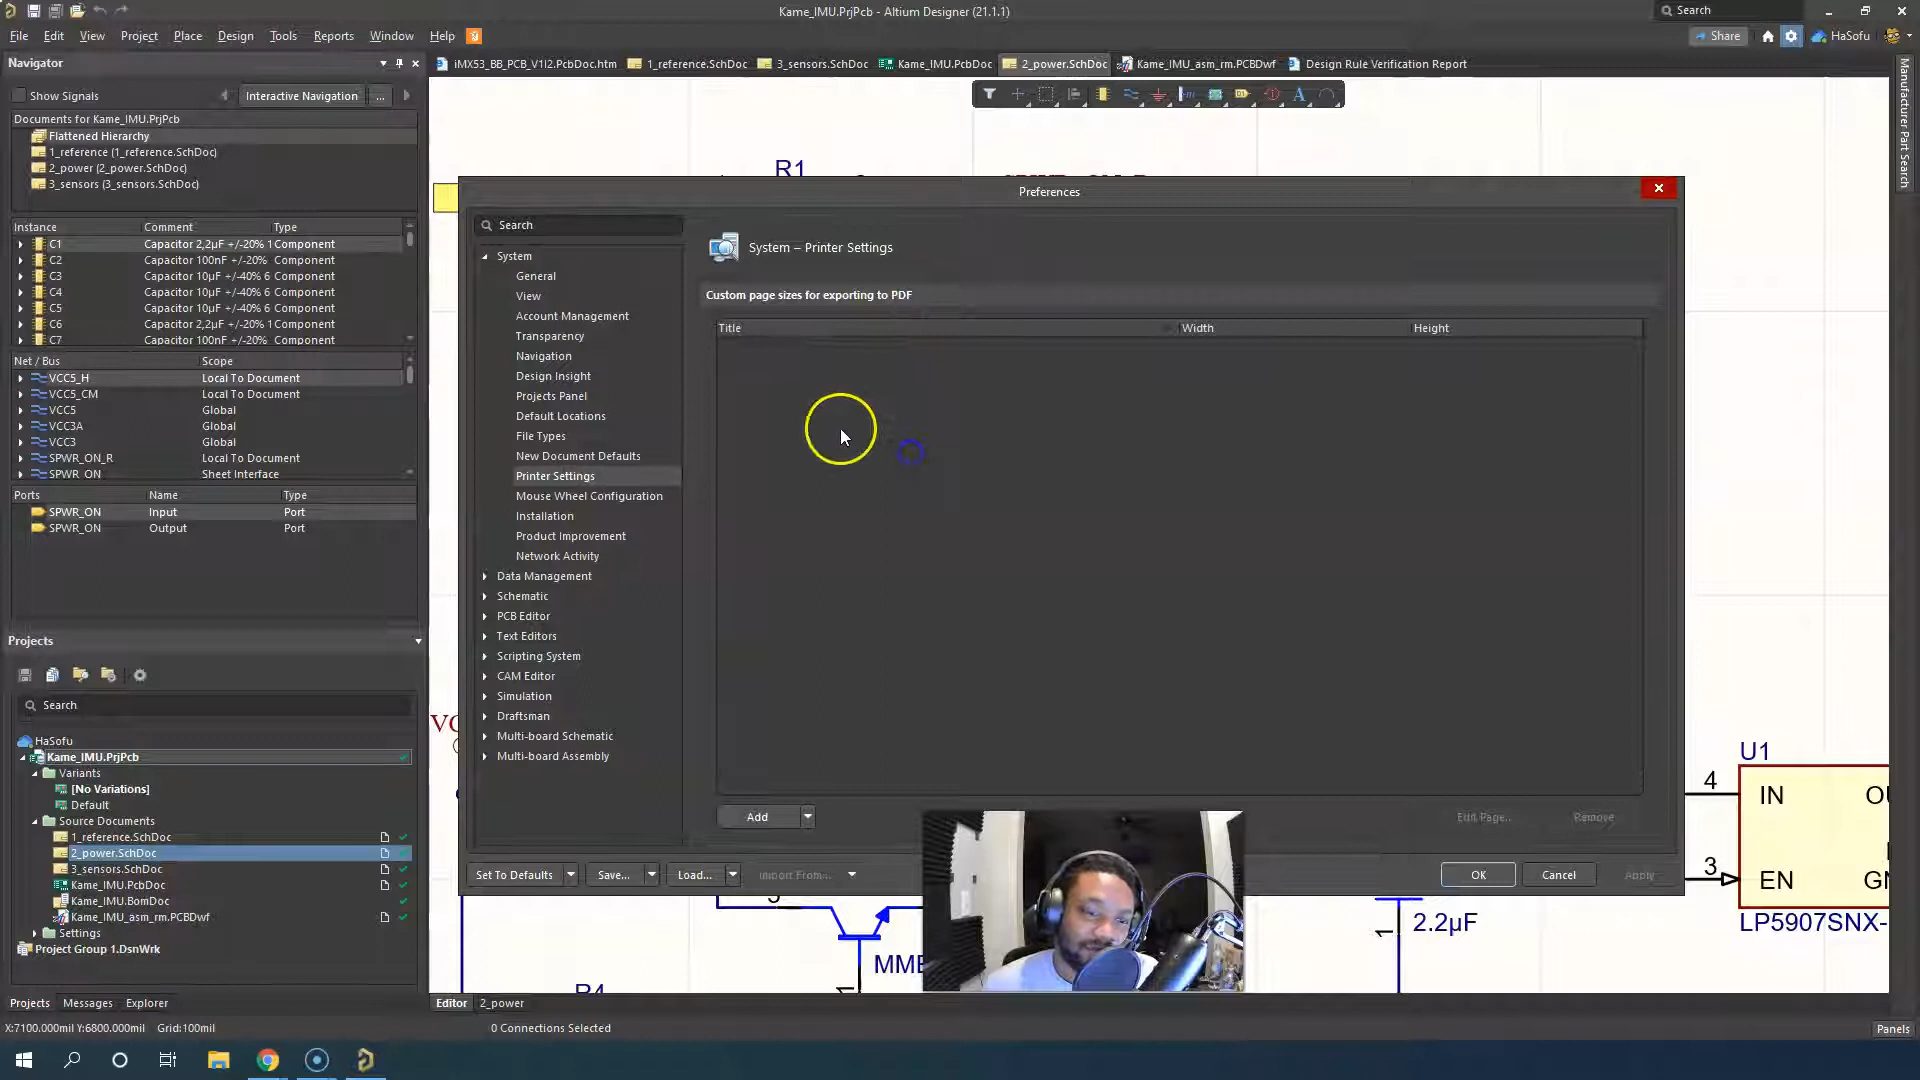 Kame_IMU.PrjPcb - Altium Designer (21.1.1)
Search
File Edit View Project Place Design Tools Reports Window Help
Share
HaSofu
Navigator
iMX53_BB_PCB_V1I2.PcbDoc.htm
1_reference.SchDoc
3_sensors.SchDoc
Kame_IMU.PcbDoc
2_power.SchDoc
Kame_IMU_asm_rm.PCBDwf
Design Rule Verification Report
Show Signals
Interactive Navigation
...
Documents for Kame_IMU.PrjPcb
Flattened Hierarchy
1_reference (1_reference.SchDoc)
2_power (2_power.SchDoc)
3_sensors (3_sensors.SchDoc)
Instance Comment Type
C1 Capacitor 2,2µF +/-20% 1 Component
C2 Capacitor 100nF +/-20% Component
C3 Capacitor 10µF +/-40% 6 Component
C4 Capacitor 10µF +/-40% 6 Component
C5 Capacitor 10µF +/-40% 6 Component
C6 Capacitor 2,2µF +/-20% 1 Component
C7 Capacitor 100nF +/-20% Component
Net / Bus Scope
VCC5_H Local To Document
VCC5_CM Local To Document
VCC5 Global
VCC3A Global
VCC3 Global
SPWR_ON_R Local To Document
SPWR_ON Sheet Interface
Ports Name Type
SPWR_ON Input Port
SPWR_ON Output Port
Projects
Search
HaSofu
Kame_IMU.PrjPcb
Variants
[No Variations]
Default
Source Documents
1_reference.SchDoc
2_power.SchDoc
3_sensors.SchDoc
Kame_IMU.PcbDoc
Kame_IMU.BomDoc
Kame_IMU_asm_rm.PCBDwf
Settings
Project Group 1.DsnWrk
Projects Messages Explorer
X:7100.000mil Y:6800.000mil Grid:100mil
R1
Preferences
Search
System
General
View
Account Management
Transparency
Navigation
Design Insight
Projects Panel
Default Locations
File Types
New Document Defaults
Printer Settings
Mouse Wheel Configuration
Installation
Product Improvement
Network Activity
Data Management
Schematic
PCB Editor
Text Editors
Scripting System
CAM Editor
Simulation
Draftsman
Multi-board Schematic
Multi-board Assembly
System – Printer Settings
Custom page sizes for exporting to PDF
Title Width Height
Add
Edit Page...
Remove
Set To Defaults
Save...
Load...
Import From...
OK
Cancel
Apply
Manufacturer Part Search
U1
4
IN
3
EN
LP5907SNX-
2.2µF
1
1
R4
Editor 2_power
0 Connections Selected
Panels